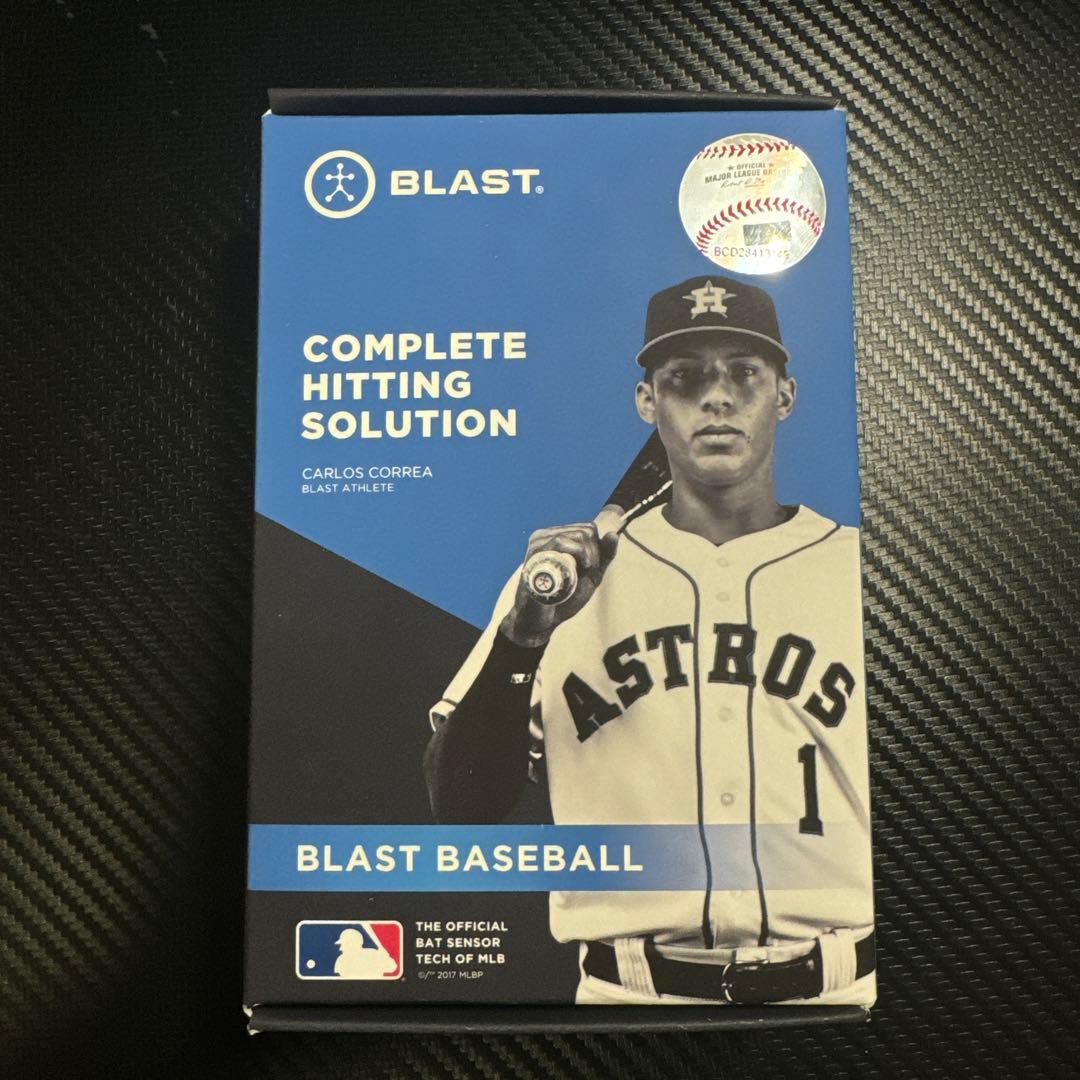 BLAST®
★ OFFICIAL ★
MAJOR LEAGUE
COMPLETE
HITTING
SOLUTION
CARLOS CORREA
BLAST ATHLETE
H
ASTROS
1
BLAST BASEBALL
THE OFFICIAL
BAT SENSOR
TECH OF MLB
©/™ 2017 MLBP